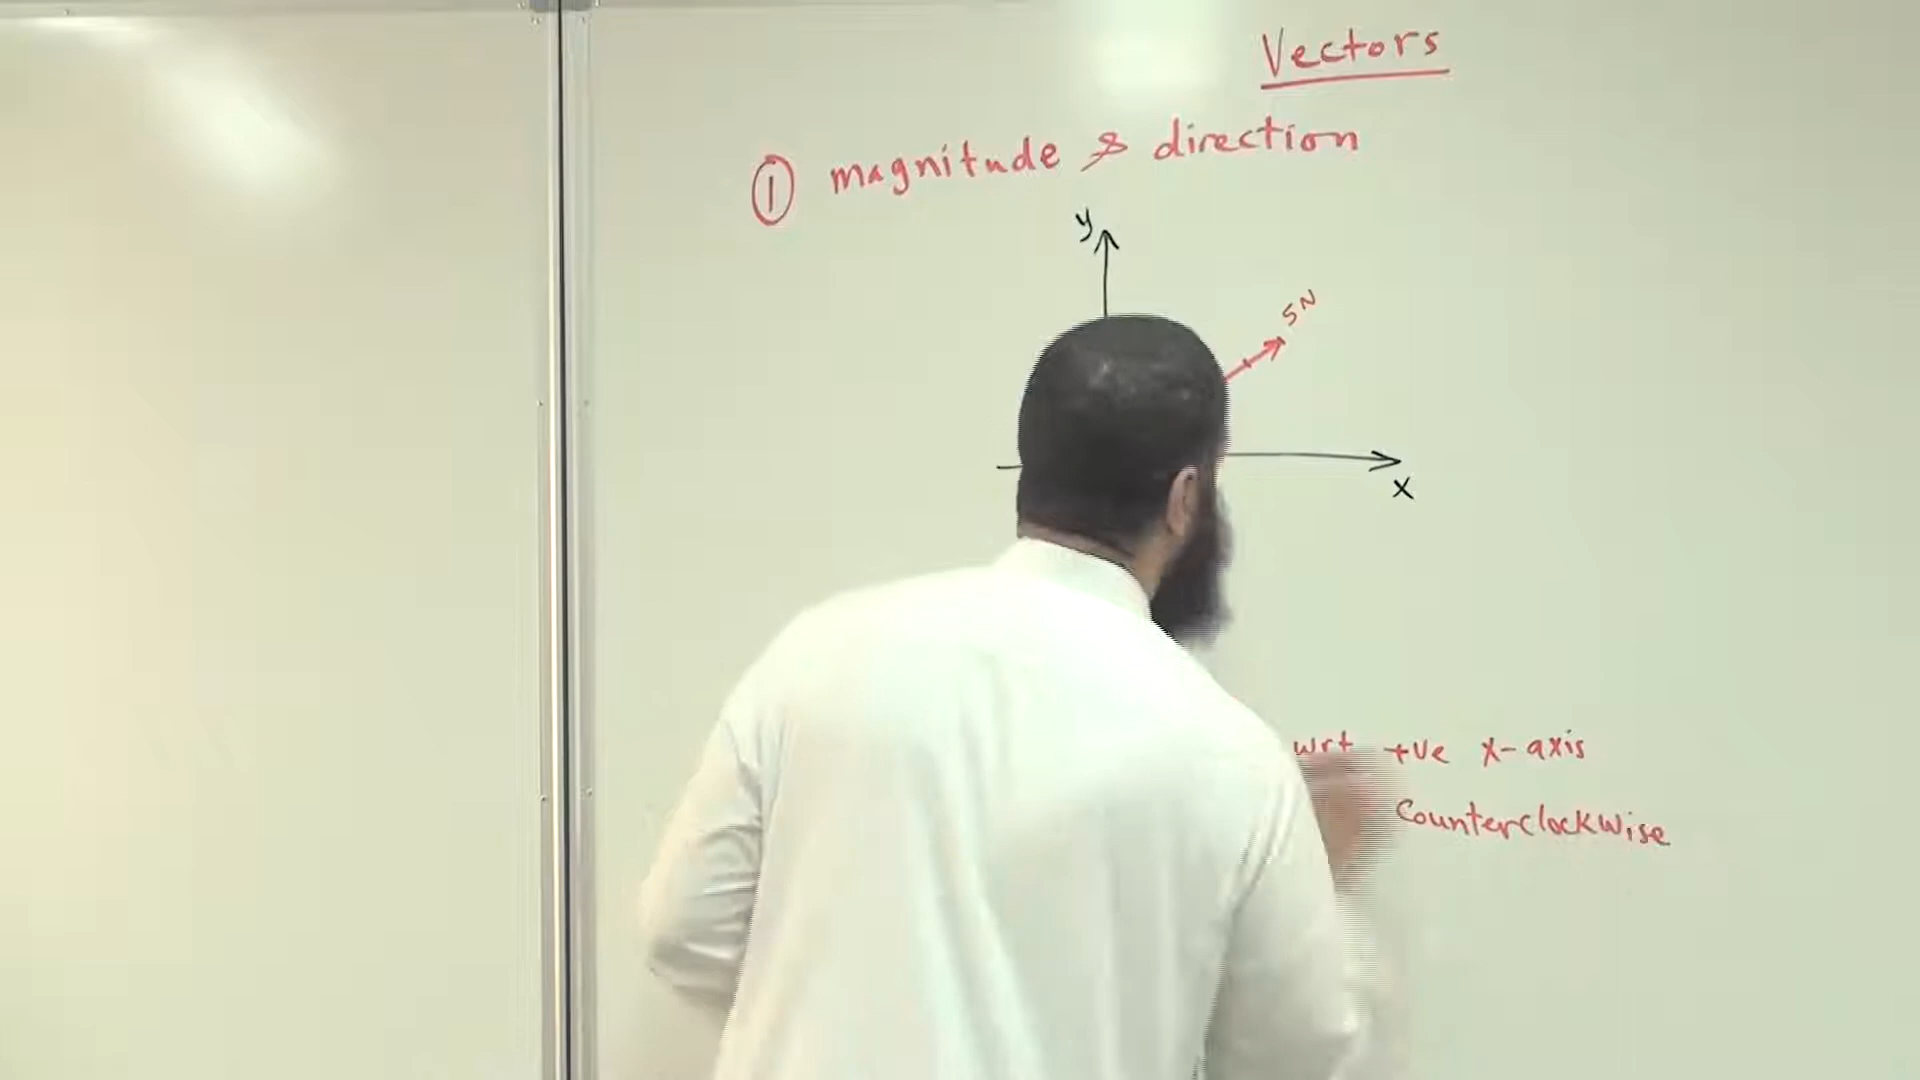 Vectors
① magnitude & direction
y
5N
x
wrt +ve x-axis
Counterclockwise